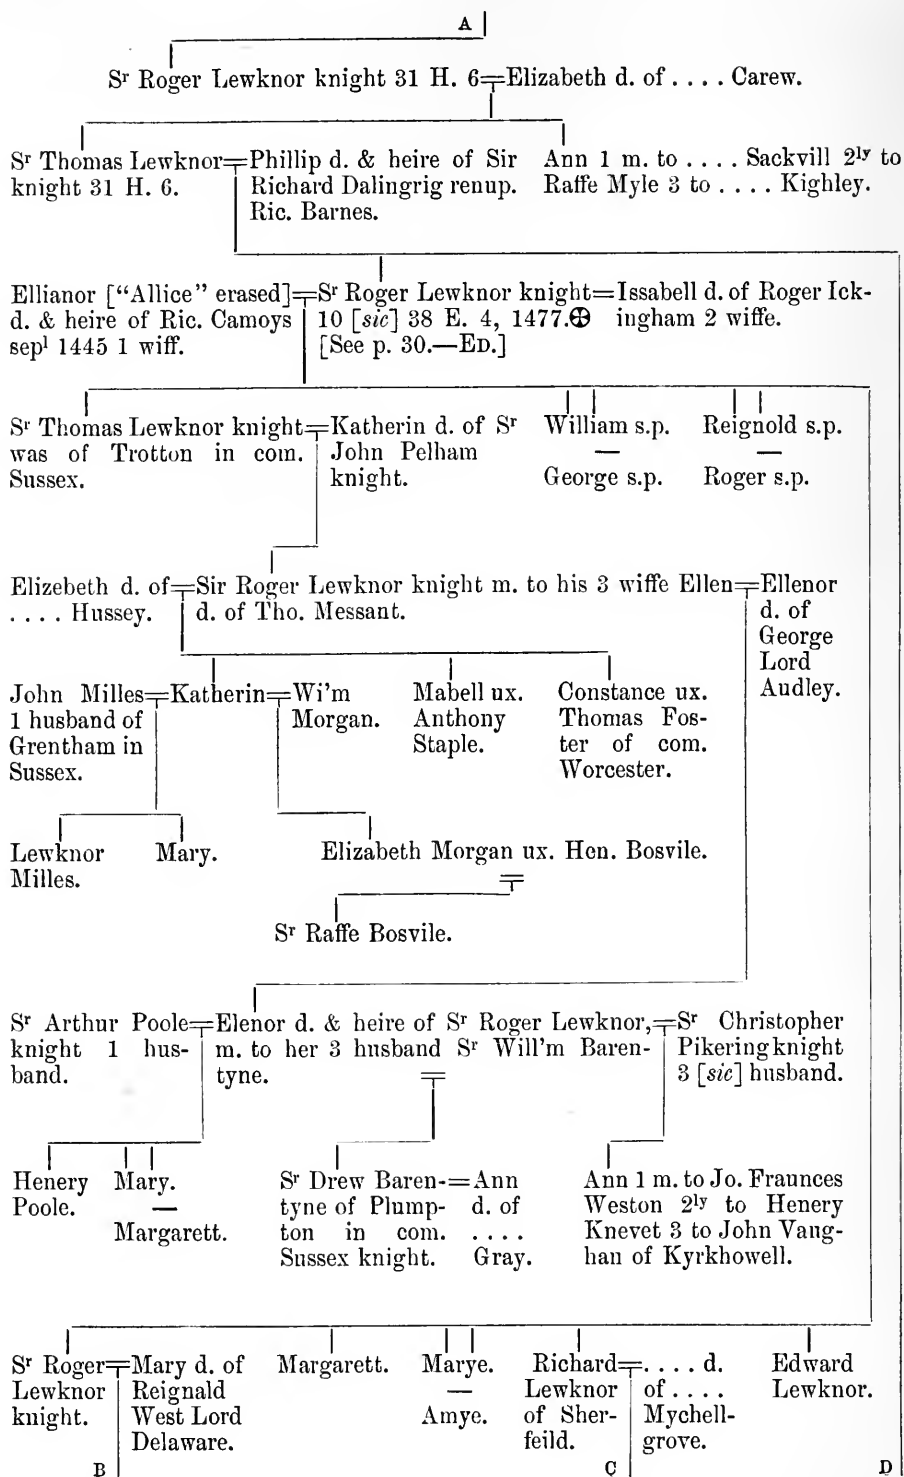 A
Sʳ Roger Lewknor knight 31 H. 6=Elizabeth d. of . . . . Carew.
Sʳ Thomas Lewknor=Phillip d. & heire of Sir
knight 31 H. 6. Richard Dalingrig renup.
Ric. Barnes.
Ann 1 m. to . . . . Sackvill 2ˡʸ to
Raffe Myle 3 to . . . . Kighley.
Ellianor ["Allice" erased]=Sʳ Roger Lewknor knight=Issabell d. of Roger Ick-
d. & heire of Ric. Camoys 10 [sic] 38 E. 4, 1477.⊕ ingham 2 wiffe.
sepˡ 1445 1 wiff. [See p. 30.—ED.]
Sʳ Thomas Lewknor knight=Katherin d. of Sʳ
was of Trotton in com. John Pelham
Sussex. knight.
William s.p.
—
George s.p.
Reignold s.p.
—
Roger s.p.
Elizebeth d. of=Sir Roger Lewknor knight m. to his 3 wiffe Ellen=Ellenor
. . . . Hussey. d. of Tho. Messant. d. of
George
Lord
Audley.
John Milles=Katherin=Wi'm
1 husband of Morgan.
Grentham in
Sussex.
Mabell ux.
Anthony
Staple.
Constance ux.
Thomas Fos-
ter of com.
Worcester.
Lewknor
Milles.
Mary.
Elizabeth Morgan ux. Hen. Bosvile.
=
Sʳ Raffe Bosvile.
Sʳ Arthur Poole=Elenor d. & heire of Sʳ Roger Lewknor,=Sʳ Christopher
knight 1 hus- m. to her 3 husband Sʳ Will'm Baren- Pikering knight
band. tyne. 3 [sic] husband.
=
Henery
Poole.
Mary.
—
Margarett.
Sʳ Drew Baren-=Ann
tyne of Plump- d. of
ton in com. . . . .
Sussex knight. Gray.
Ann 1 m. to Jo. Fraunces
Weston 2ˡʸ to Henery
Knevet 3 to John Vaug-
han of Kyrkhowell.
Sʳ Roger=Mary d. of
Lewknor Reignald
knight. West Lord
Delaware.
B
Margarett.
Marye.
—
Amye.
Richard=. . . . d.
Lewknor of . . . .
of Sher- Mychell-
feild. grove.
C
Edward
Lewknor.
D